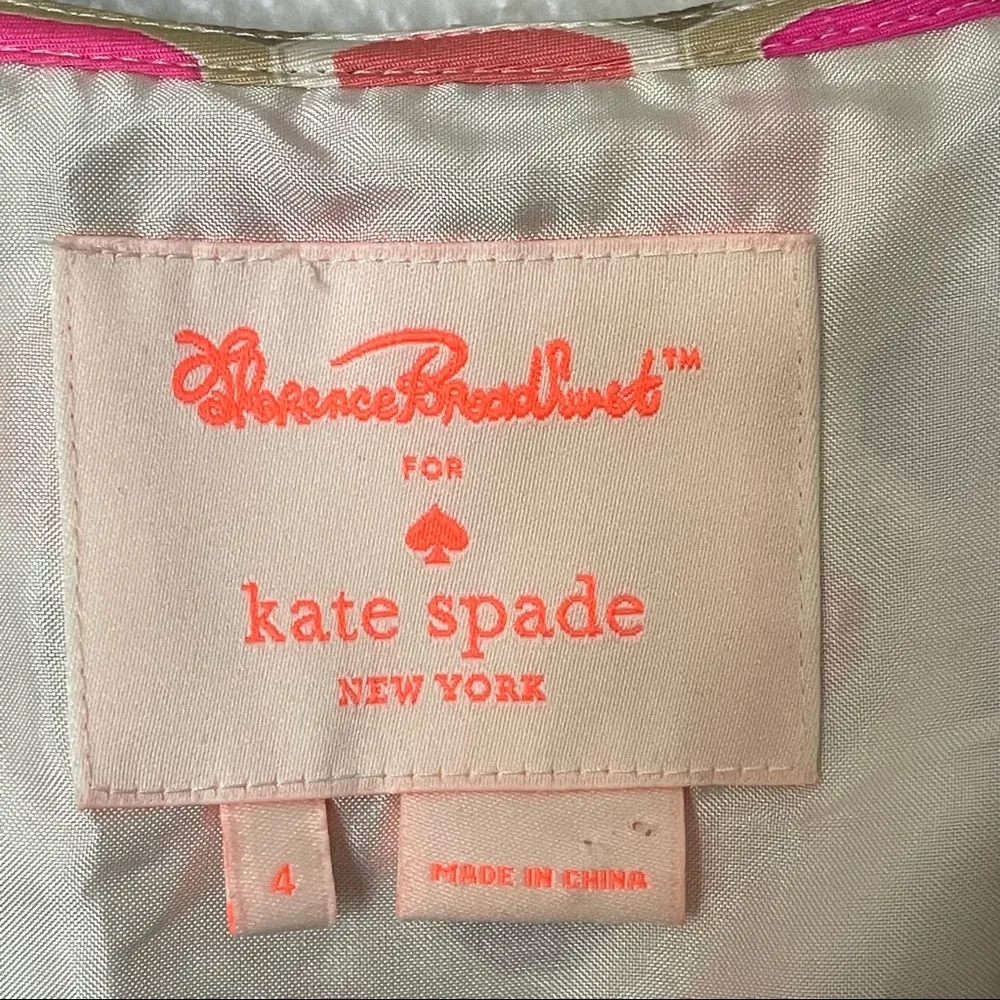 Florence Broadhurst™
FOR
kate spade
NEW YORK
4
MADE IN CHINA